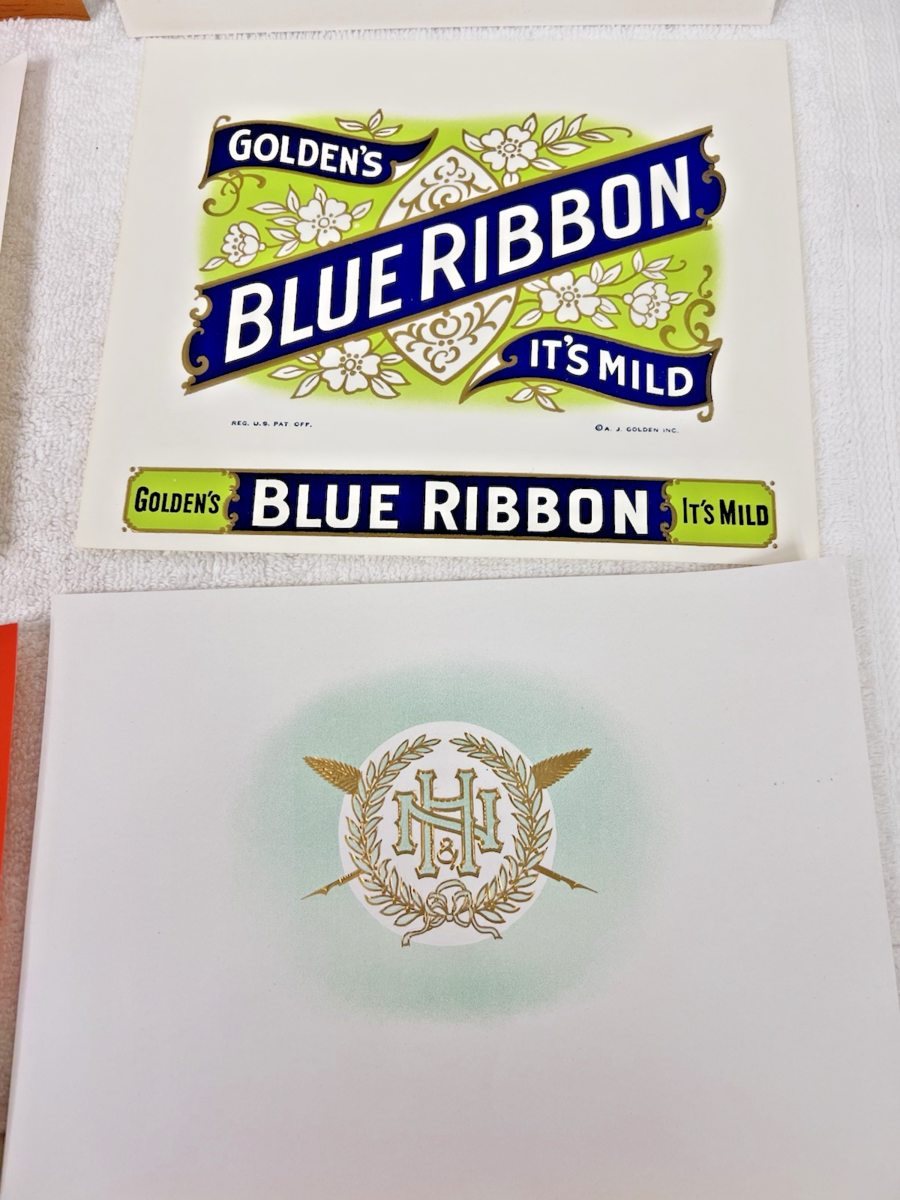 GOLDEN'S
BLUE RIBBON
IT'S MILD
REG. U.S. PAT. OFF.
© A. J. GOLDEN INC.
GOLDEN'S BLUE RIBBON IT'S MILD
H N &